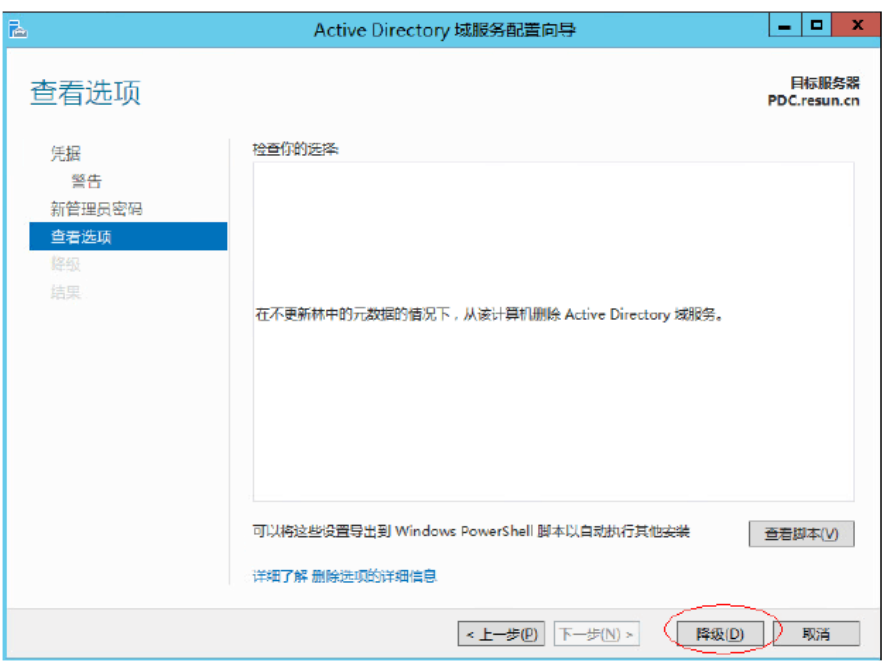 Active Directory 域服务配置向导
查看选项
目标服务器
PDC.resun.cn
凭据
警告
新管理员密码
查看选项
降级
结果
检查你的选择:
在不更新林中的元数据的情况下，从该计算机删除 Active Directory 域服务。
可以将这些设置导出到 Windows PowerShell 脚本以自动执行其他安装
查看脚本(V)
详细了解 删除选项的详细信息
< 上一步(P)
下一步(N) >
降级(D)
取消